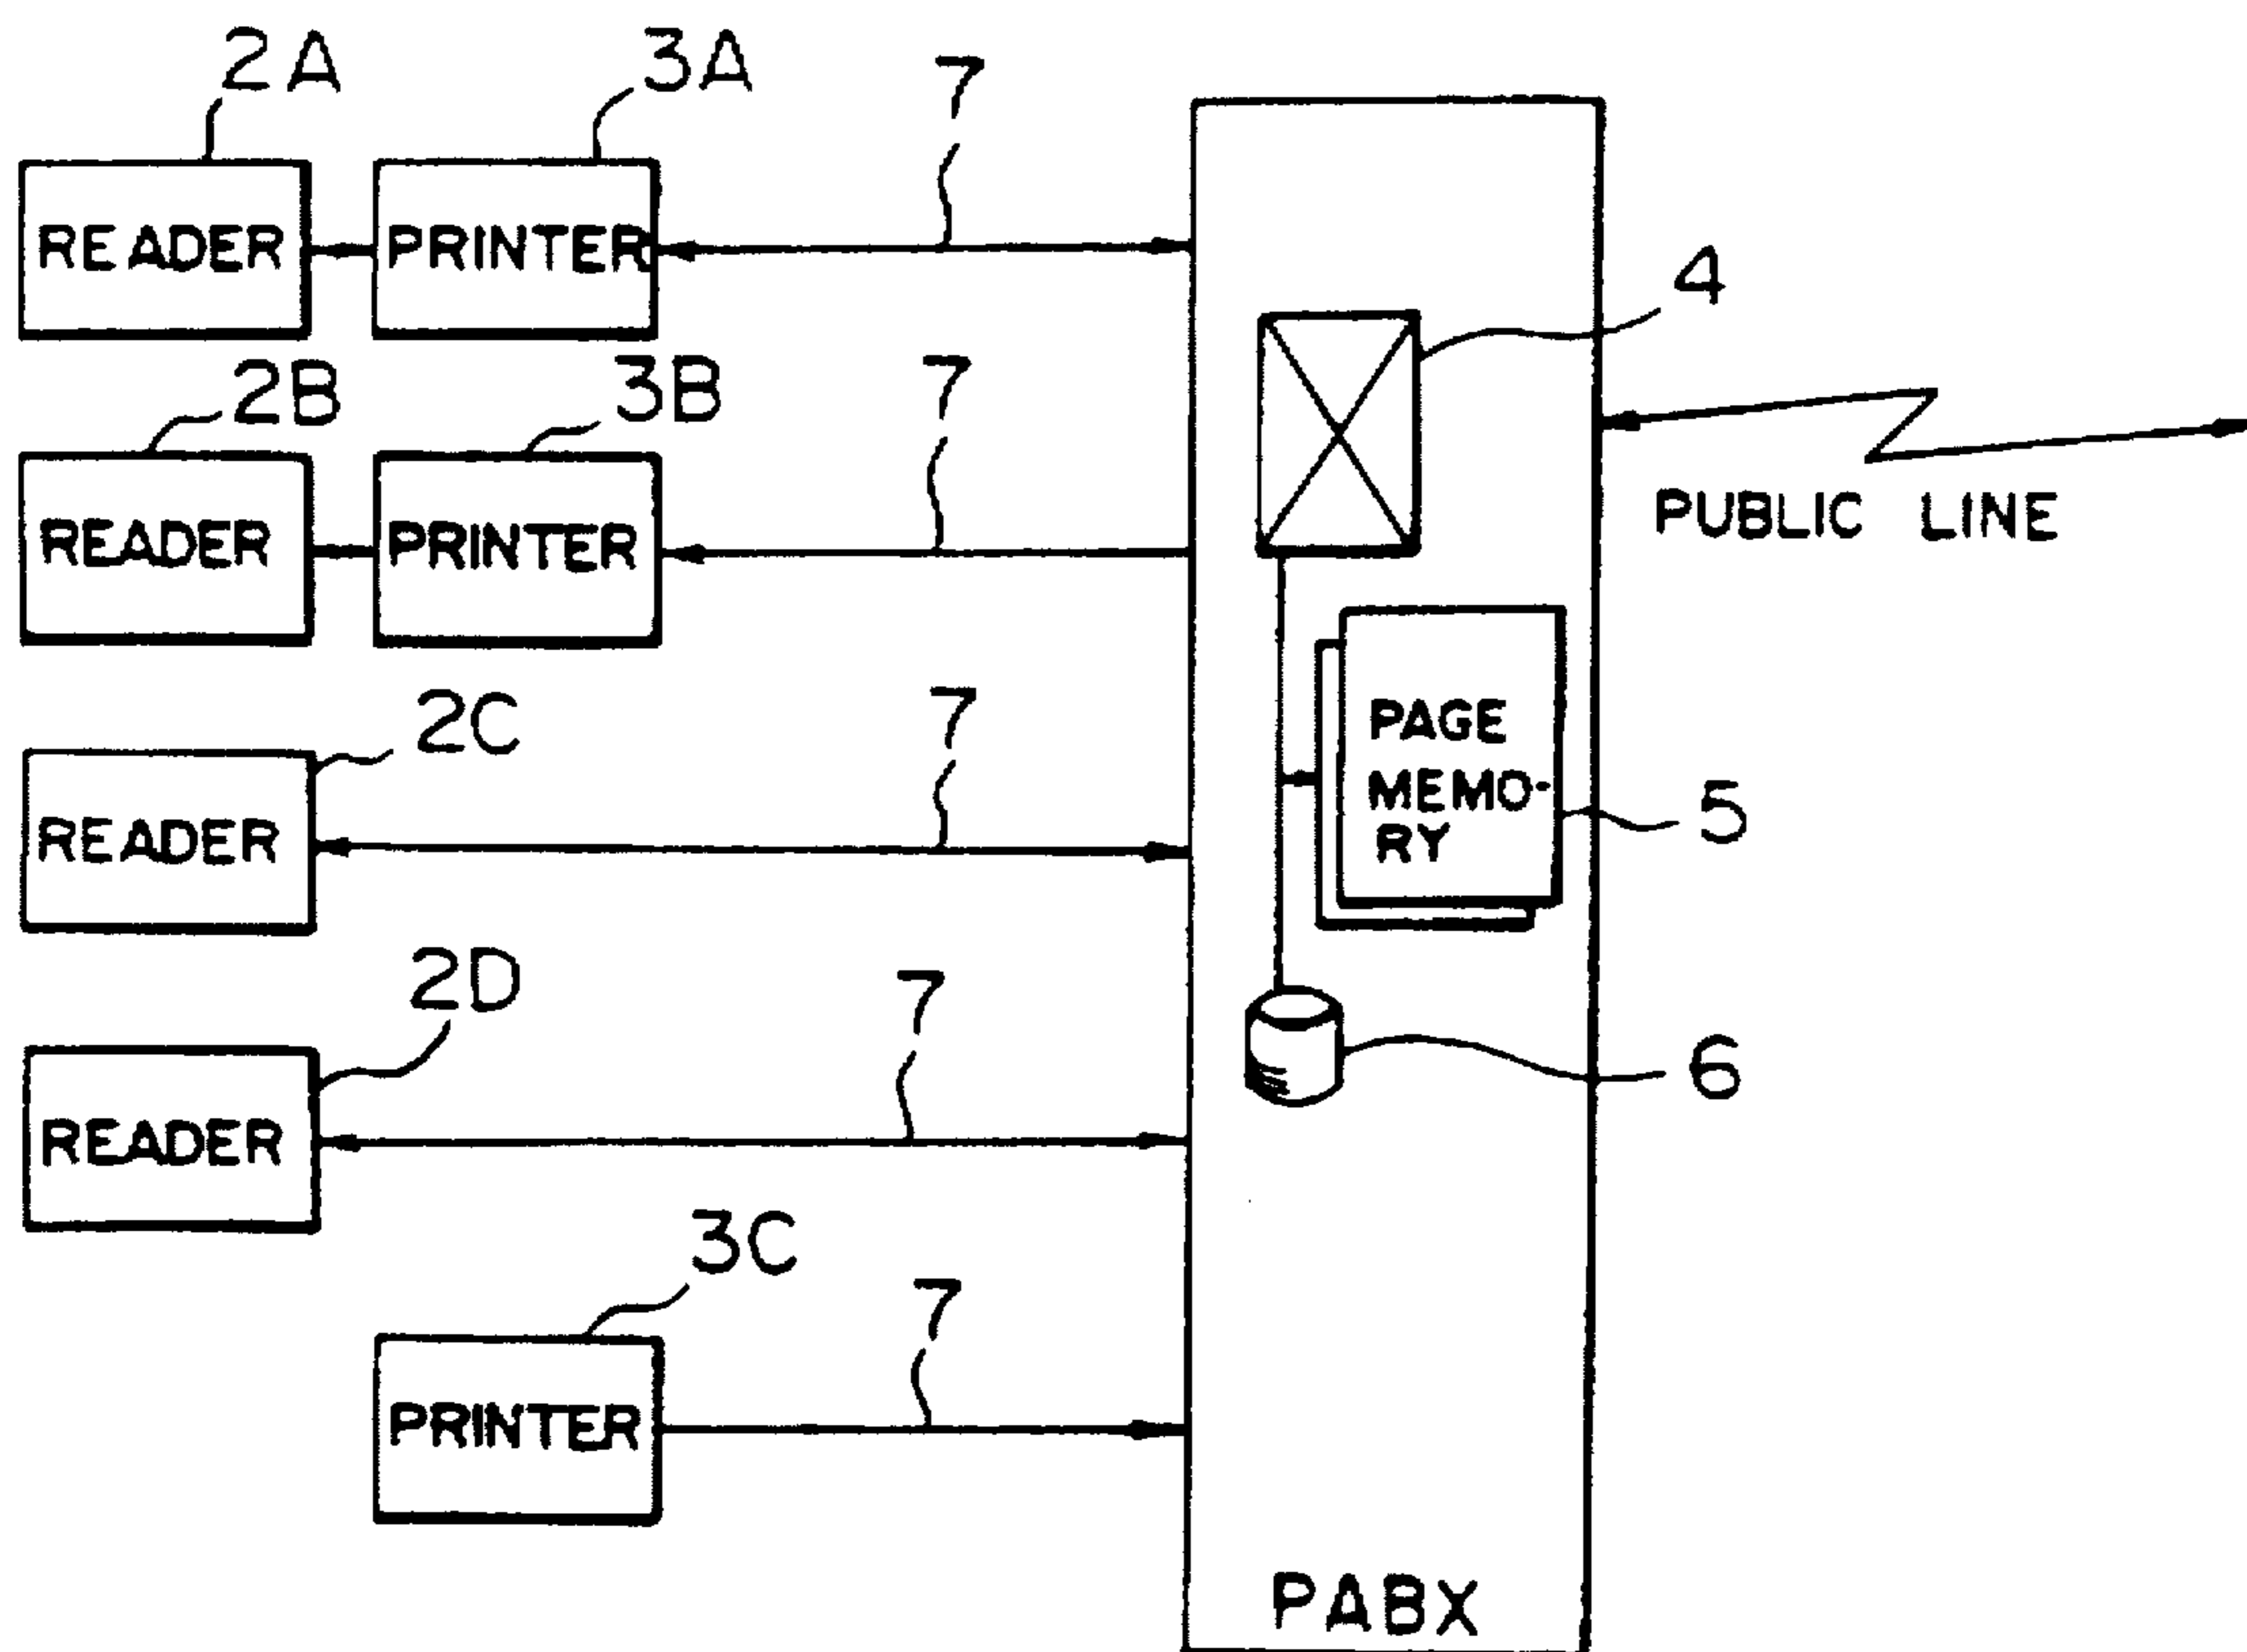 2A
3A
7
READER
PRINTER
4
2B
3B
7
READER
PRINTER
PUBLIC LINE
2C
7
READER
PAGE
MEMO-
RY
5
2D
7
READER
6
3C
7
PRINTER
PABX